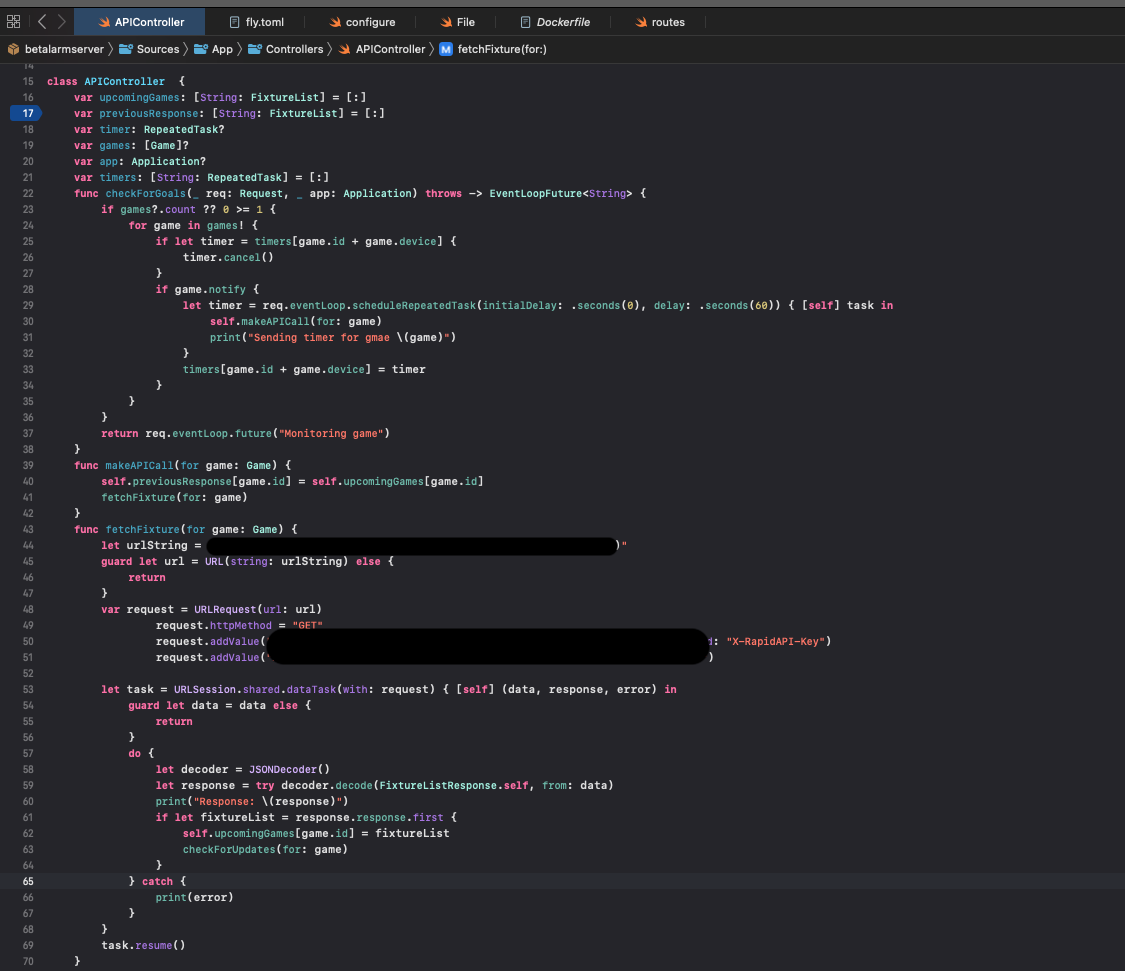 APIController fly.toml configure File Dockerfile routes
betalarmserver Sources App Controllers APIController M fetchFixture(for:)
14
15 class APIController  {
16     var upcomingGames: [String: FixtureList] = [:]
17     var previousResponse: [String: FixtureList] = [:]
18     var timer: RepeatedTask?
19     var games: [Game]?
20     var app: Application?
21     var timers: [String: RepeatedTask] = [:]
22     func checkForGoals(_ req: Request, _ app: Application) throws -> EventLoopFuture<String> {
23         if games?.count ?? 0 >= 1 {
24             for game in games! {
25                 if let timer = timers[game.id + game.device] {
26                     timer.cancel()
27                 }
28                 if game.notify {
29                     let timer = req.eventLoop.scheduleRepeatedTask(initialDelay: .seconds(0), delay: .seconds(60)) { [self] task in
30                         self.makeAPICall(for: game)
31                         print("Sending timer for gmae \(game)")
32                     }
33                     timers[game.id + game.device] = timer
34                 }
35             }
36         }
37         return req.eventLoop.future("Monitoring game")
38     }
39     func makeAPICall(for game: Game) {
40         self.previousResponse[game.id] = self.upcomingGames[game.id]
41         fetchFixture(for: game)
42     }
43     func fetchFixture(for game: Game) {
44         let urlString = )"
45         guard let url = URL(string: urlString) else {
46             return
47         }
48         var request = URLRequest(url: url)
49                 request.httpMethod = "GET"
50                 request.addValue( : "X-RapidAPI-Key")
51                 request.addValue( )
52
53         let task = URLSession.shared.dataTask(with: request) { [self] (data, response, error) in
54             guard let data = data else {
55                 return
56             }
57             do {
58                 let decoder = JSONDecoder()
59                 let response = try decoder.decode(FixtureListResponse.self, from: data)
60                 print("Response: \(response)")
61                 if let fixtureList = response.response.first {
62                     self.upcomingGames[game.id] = fixtureList
63                     checkForUpdates(for: game)
64                 }
65             } catch {
66                 print(error)
67             }
68         }
69         task.resume()
70     }